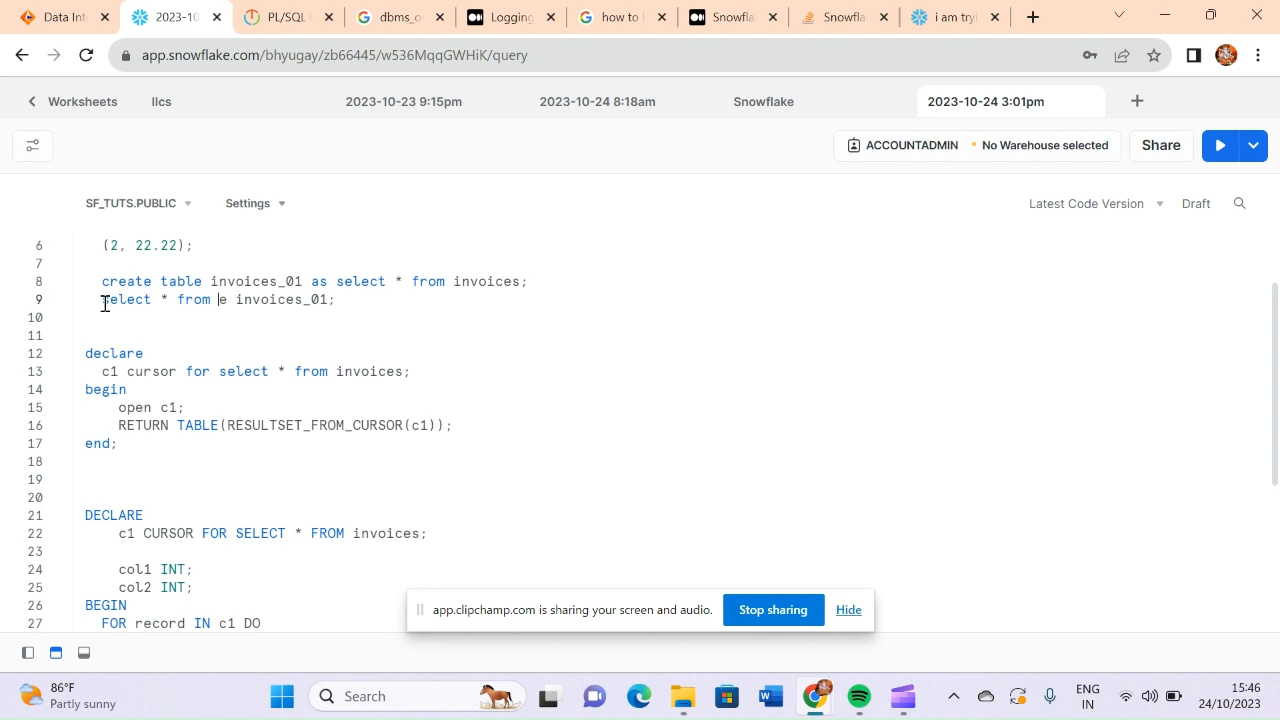 Data Inte
2023-10
PL/SQL
dbms_o
Logging
how to
Snowfla
Snowfla
i am tryi
app.snowflake.com/bhyugay/zb66445/w536MqqGWHiK/query
Worksheets
llcs
2023-10-23 9:15pm
2023-10-24 8:18am
Snowflake
2023-10-24 3:01pm
ACCOUNTADMIN
No Warehouse selected
Share
SF_TUTS.PUBLIC
Settings
Latest Code Version
Draft
6 (2, 22.22);
7
8 create table invoices_01 as select * from invoices;
9 select * from e invoices_01;
10
11
12 declare
13 c1 cursor for select * from invoices;
14 begin
15 open c1;
16 RETURN TABLE(RESULTSET_FROM_CURSOR(c1));
17 end;
18
19
20
21 DECLARE
22 c1 CURSOR FOR SELECT * FROM invoices;
23
24 col1 INT;
25 col2 INT;
26 BEGIN
27 FOR record IN c1 DO
app.clipchamp.com is sharing your screen and audio.
Stop sharing
Hide
86°F
Partly sunny
Search
ENG
IN
15:46
24/10/2023